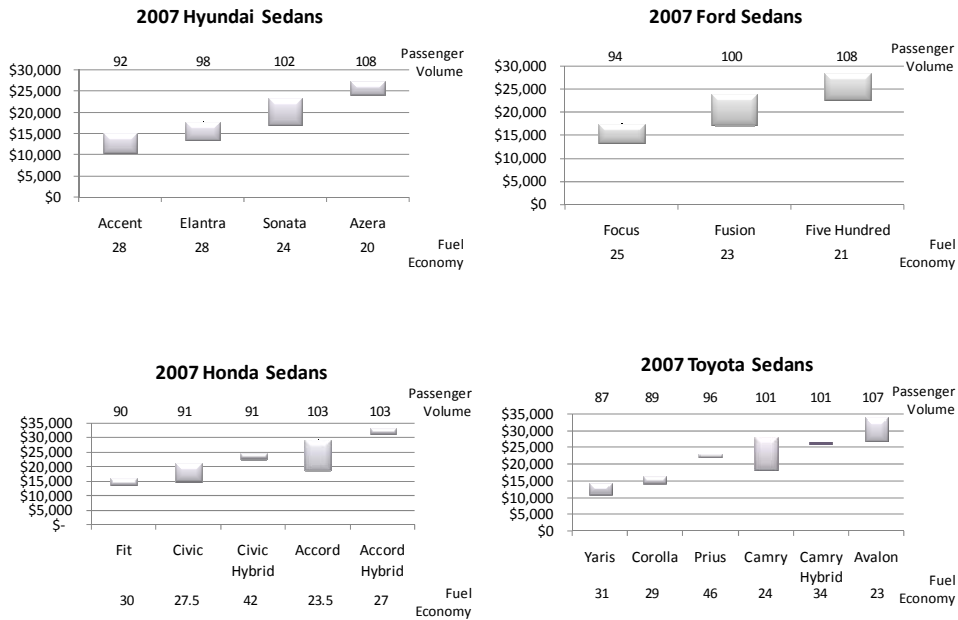 2007 Hyundai Sedans
Passenger
Volume
92 98 102 108
$30,000
$25,000
$20,000
$15,000
$10,000
$5,000
$0
Accent Elantra Sonata Azera
28 28 24 20
Fuel
Economy
2007 Ford Sedans
Passenger
Volume
94 100 108
$30,000
$25,000
$20,000
$15,000
$10,000
$5,000
$0
Focus Fusion Five Hundred
25 23 21
Fuel
Economy
2007 Honda Sedans
Passenger
Volume
90 91 91 103 103
$35,000
$30,000
$25,000
$20,000
$15,000
$10,000
$5,000
$-
Fit Civic Civic Accord Accord
Hybrid Hybrid
30 27.5 42 23.5 27
Fuel
Economy
2007 Toyota Sedans
Passenger
Volume
87 89 96 101 101 107
$35,000
$30,000
$25,000
$20,000
$15,000
$10,000
$5,000
$0
Yaris Corolla Prius Camry Camry Avalon
Hybrid
31 29 46 24 34 23
Fuel
Economy